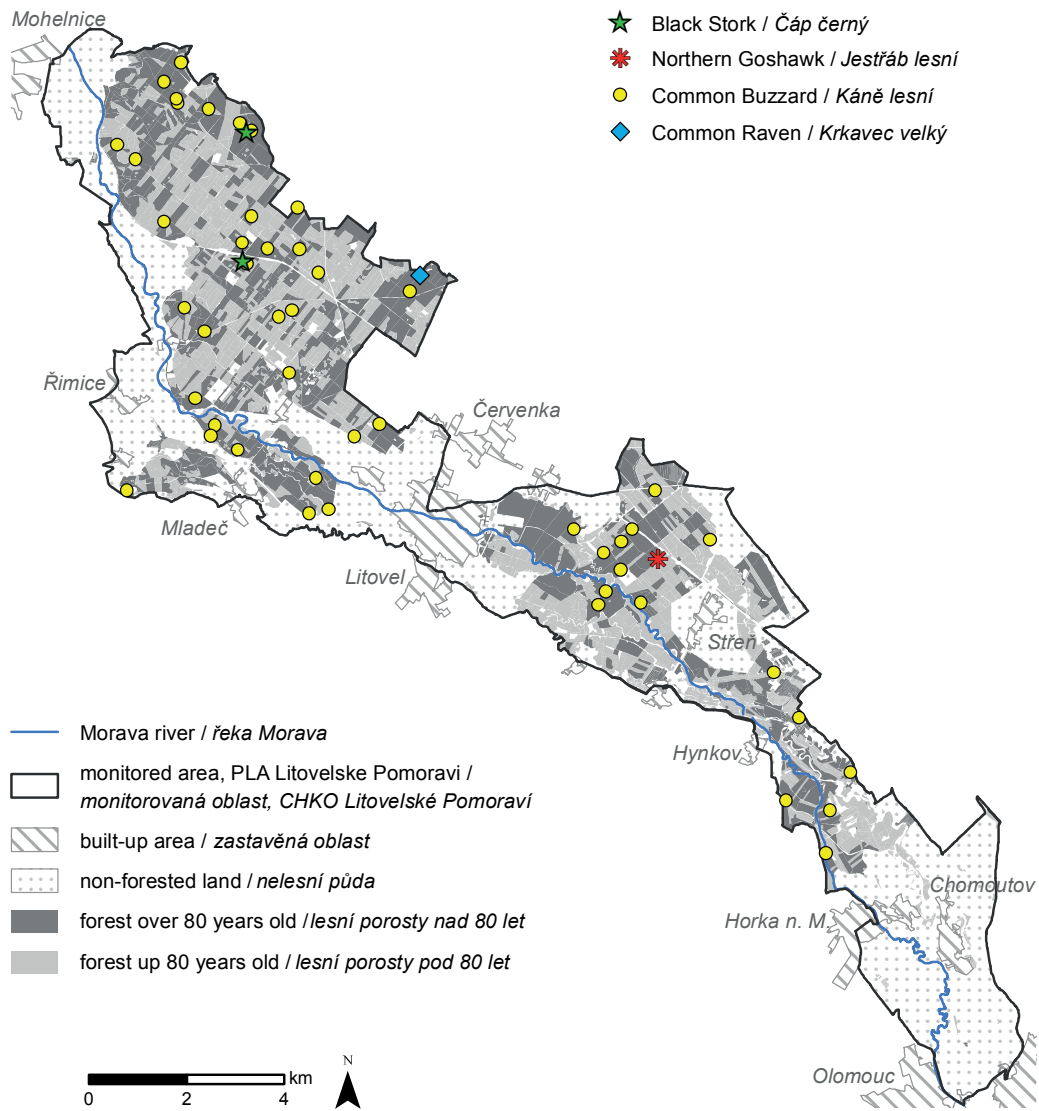 Mohelnice
Black Stork / Čáp černý
Northern Goshawk / Jestřáb lesní
Common Buzzard / Káně lesní
Common Raven / Krkavec velký
Řimice
Červenka
Mladeč
Litovel
Střeň
Hynkov
Chomoutov
Horka n. M.
Olomouc
Morava river / řeka Morava
monitored area, PLA Litovelske Pomoravi /
monitorovaná oblast, CHKO Litovelské Pomoraví
built-up area / zastavěná oblast
non-forested land / nelesní půda
forest over 80 years old / lesní porosty nad 80 let
forest up 80 years old / lesní porosty pod 80 let
km
0 2 4
N